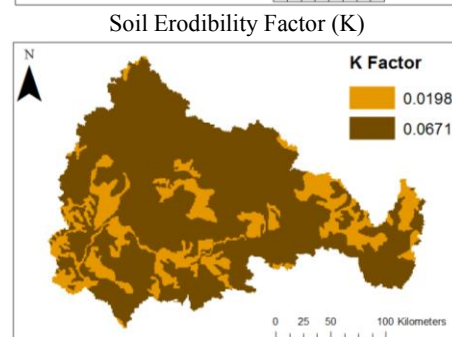 Soil Erodibility Factor (K)
N
K Factor
0.0198
0.0671
0 25 50 100 Kilometers